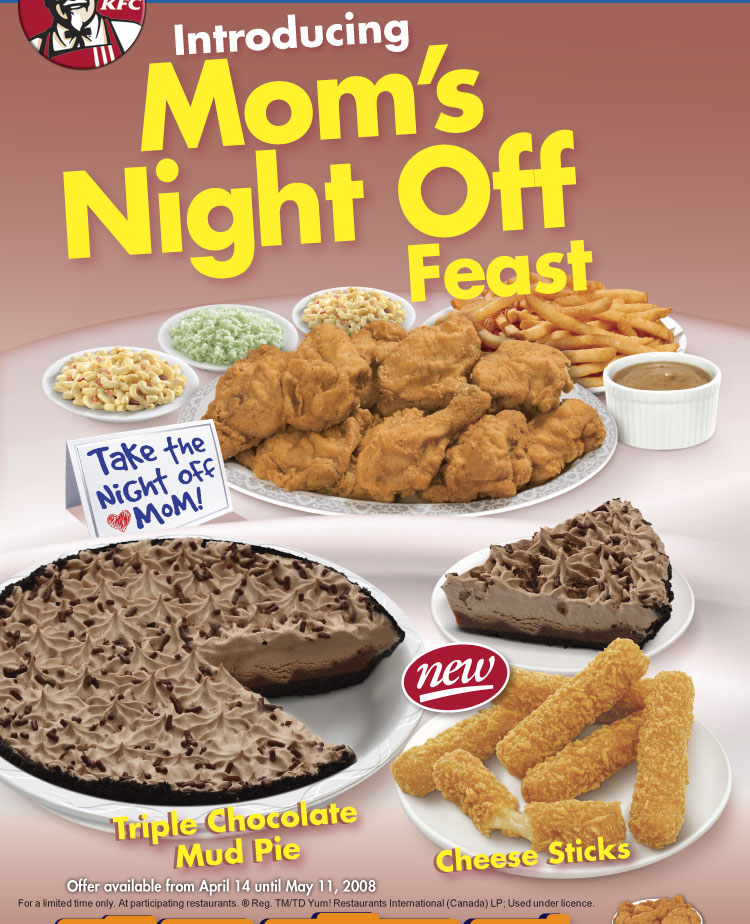 KFC
Introducing
Mom's
Night Off
Feast
Take the
Night off
Mom!
new
Triple Chocolate
Mud Pie
Cheese Sticks
Offer available from April 14 until May 11, 2008
For a limited time only. At participating restaurants. ® Reg. TM/TD Yum! Restaurants International (Canada) LP; Used under licence.